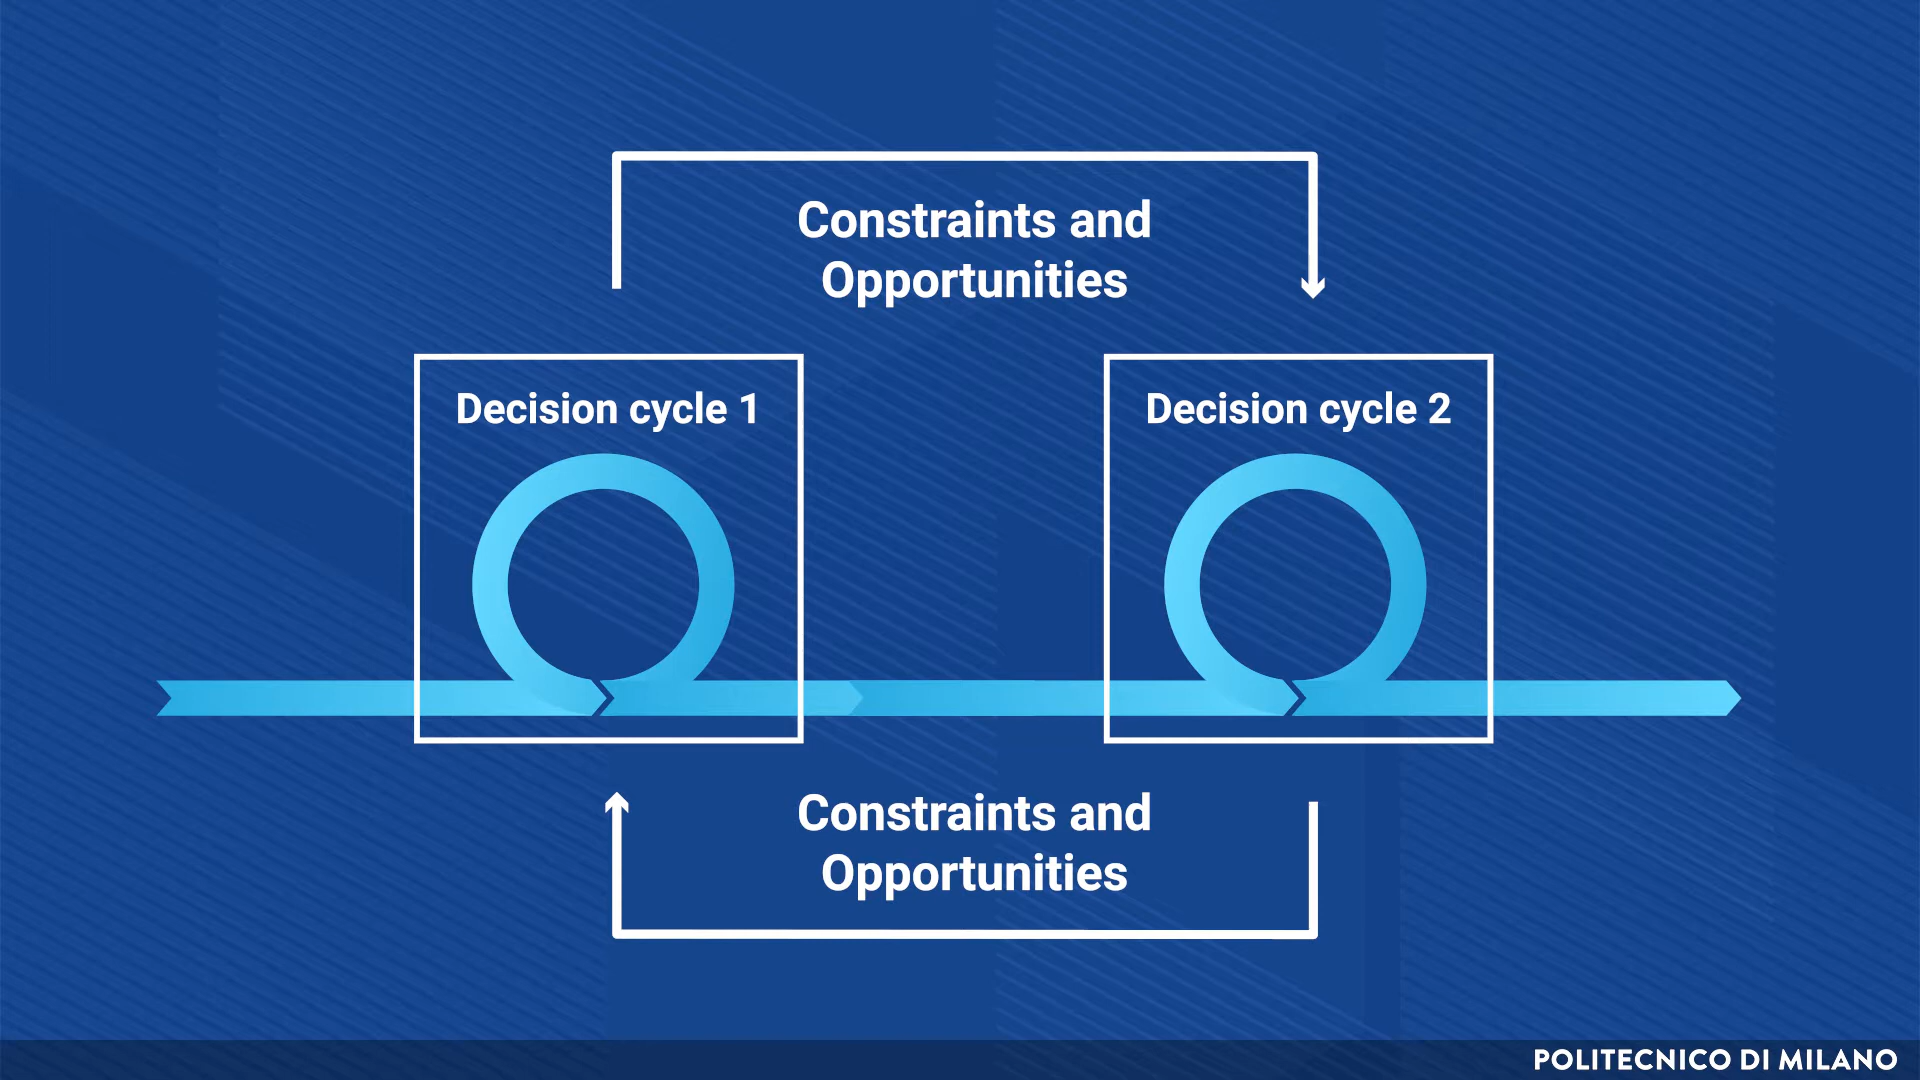 Constraints and
Opportunities
Decision cycle 1
Decision cycle 2
Constraints and
Opportunities
POLITECNICO DI MILANO